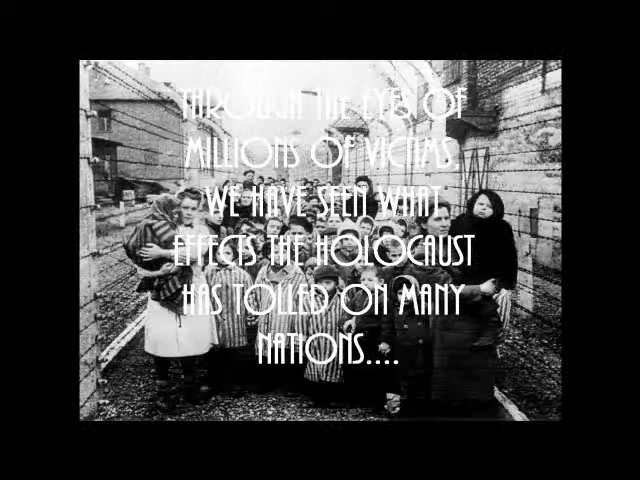 THROUGH THE EYES OF
MILLIONS OF VICTIMS,
WE HAVE SEEN WHAT
EFFECTS THE HOLOCAUST
HAS TOLLED ON MANY
NATIONS....